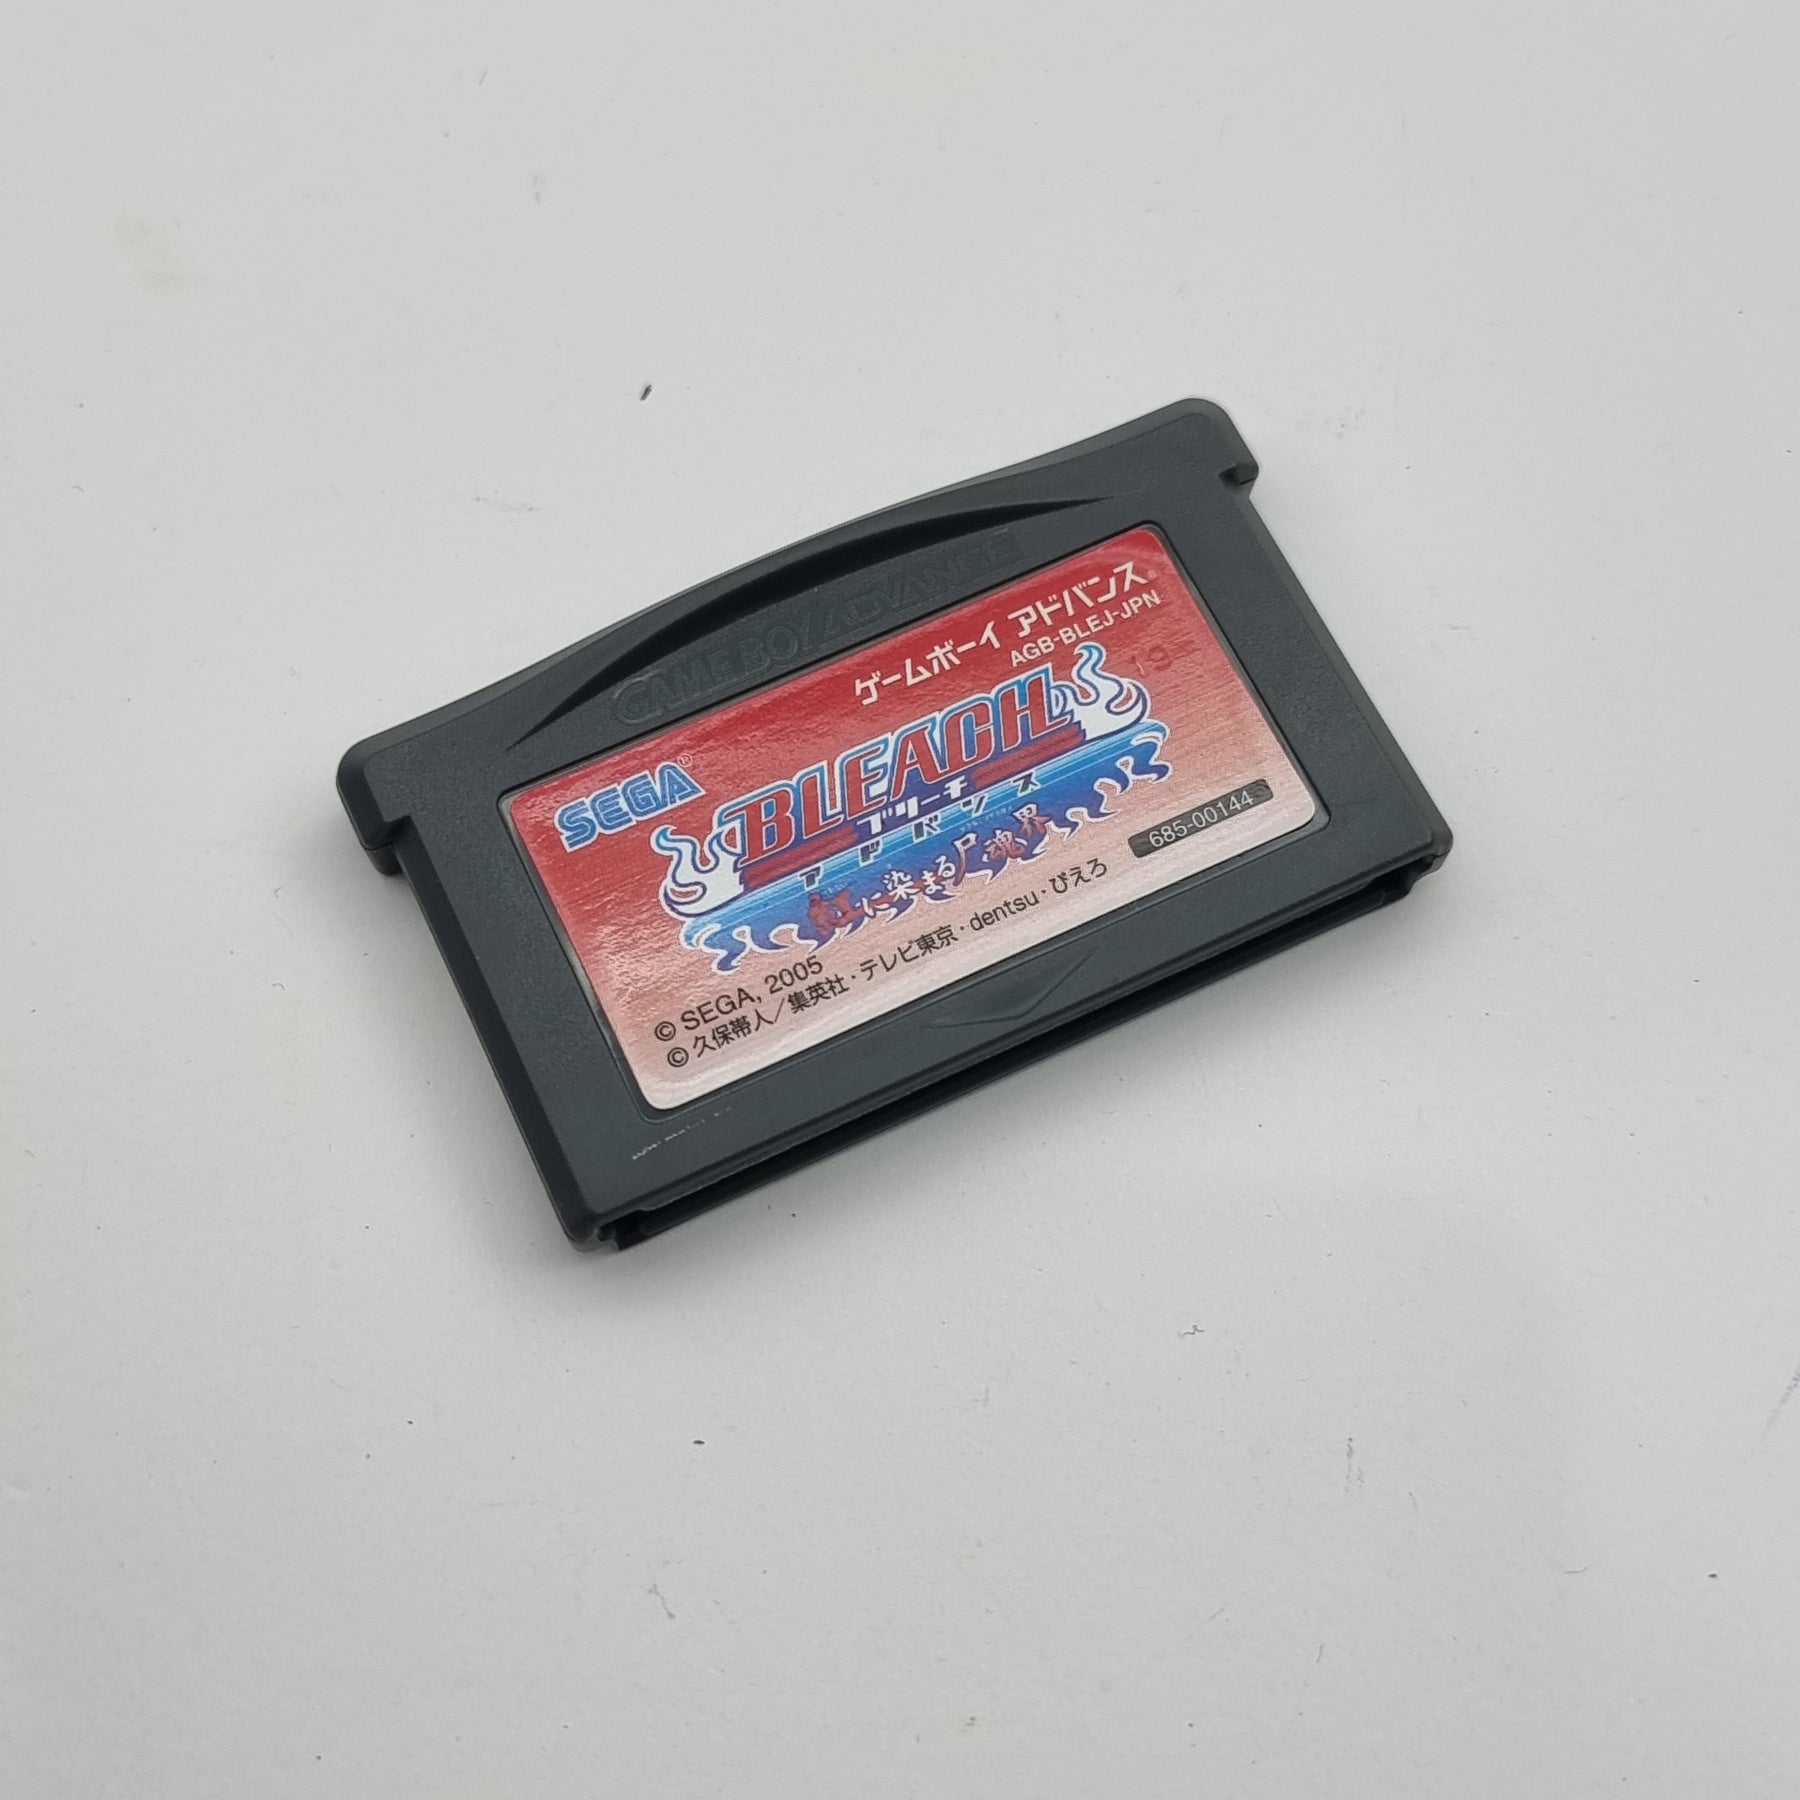 GAME BOY ADVANCE
ゲームボーイ アドバンス®
AGB-BLEJ-JPN
19
SEGA®
BLEACH
ブリーチ
アドバンス
紅に染まる尸魂界
685-00144
© SEGA, 2005
© 久保帯人／集英社・テレビ東京・dentsu・ぴえろ